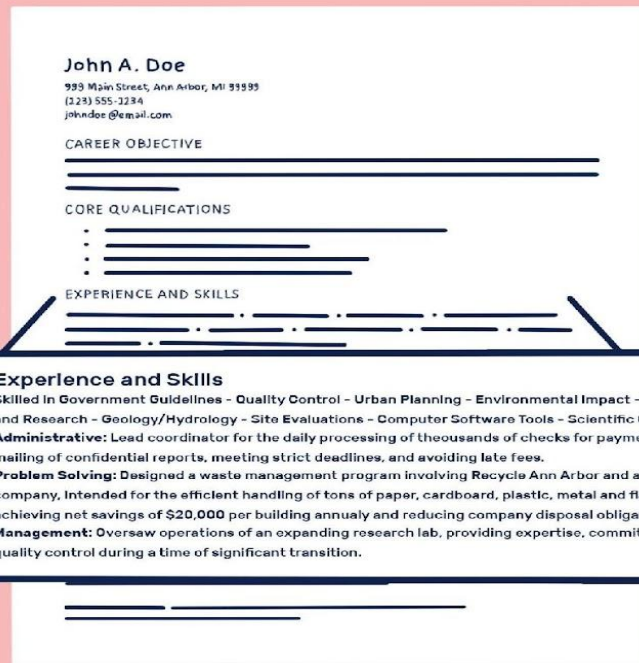 John A. Doe
999 Main Street, Ann Arbor, MI 99999
(123) 555-1234
johndoe@email.com
CAREER OBJECTIVE
CORE QUALIFICATIONS
EXPERIENCE AND SKILLS
Experience and Skills
Skilled in Government Guidelines - Quality Control - Urban Planning - Environmental Impact -
and Research - Geology/Hydrology - Site Evaluations - Computer Software Tools - Scientific
Administrative: Lead coordinator for the daily processing of theousands of checks for
mailing of confidential reports, meeting strict deadlines, and avoiding late fees.
Problem Solving: Designed a waste management program involving Recycle Ann Arbor and
company, intended for the efficient handling of tons of paper, cardboard, plastic, metal and
achieving net savings of $20,000 per building annualy and reducing company disposal
Management: Oversaw operations of an expanding research lab, providing expertise,
quality control during a time of significant transition.